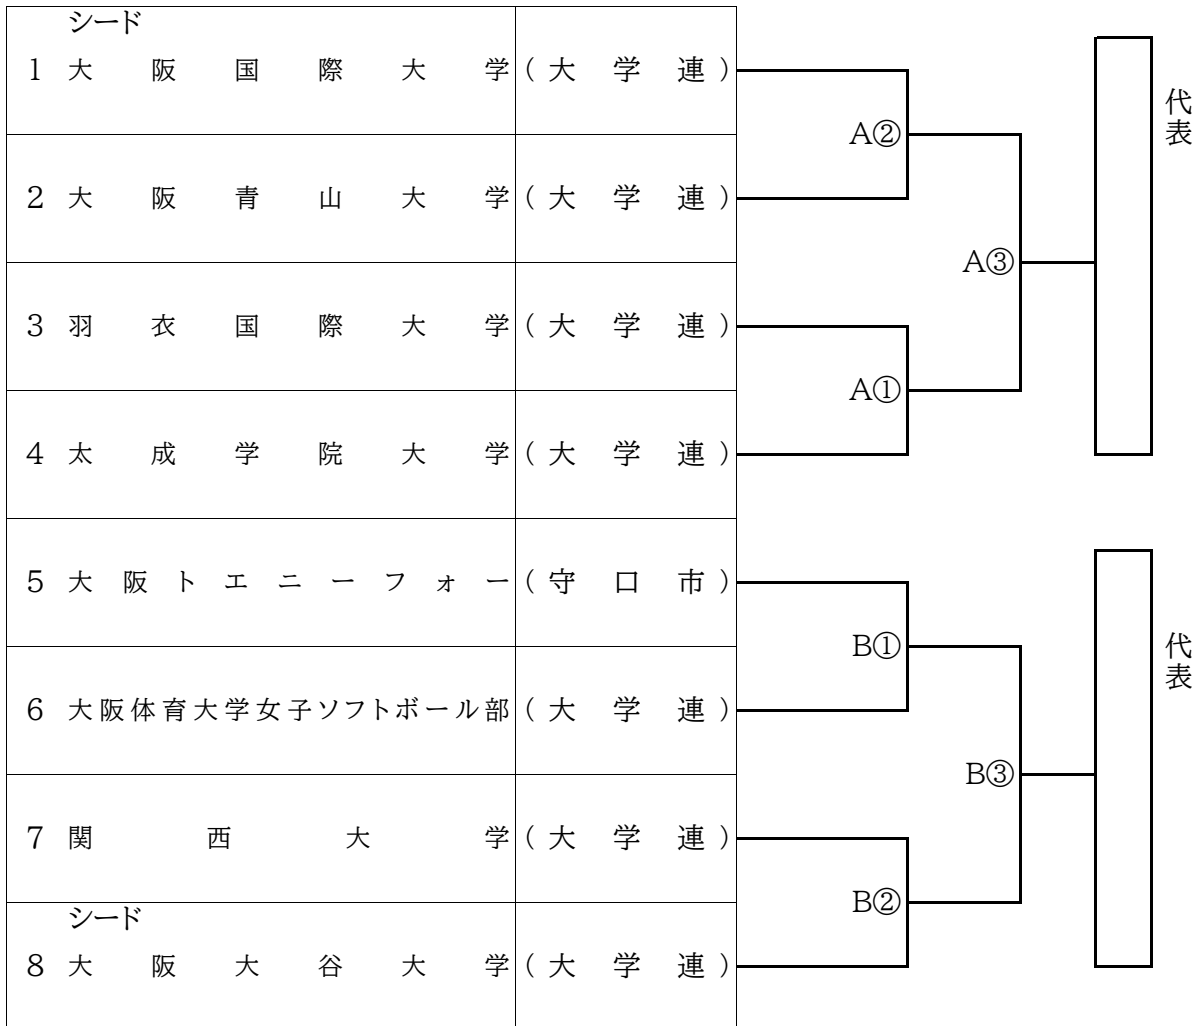 シード
1 大阪国際大学 (大学連)
A②
2 大阪青山大学 (大学連)
A③
3 羽衣国際大学 (大学連)
A①
4 太成学院大学 (大学連)
代表
5 大阪トエニーフォー (守口市)
B①
6 大阪体育大学女子ソフトボール部 (大学連)
B③
7 関西大学 (大学連)
B②
シード
8 大阪大谷大学 (大学連)
代表